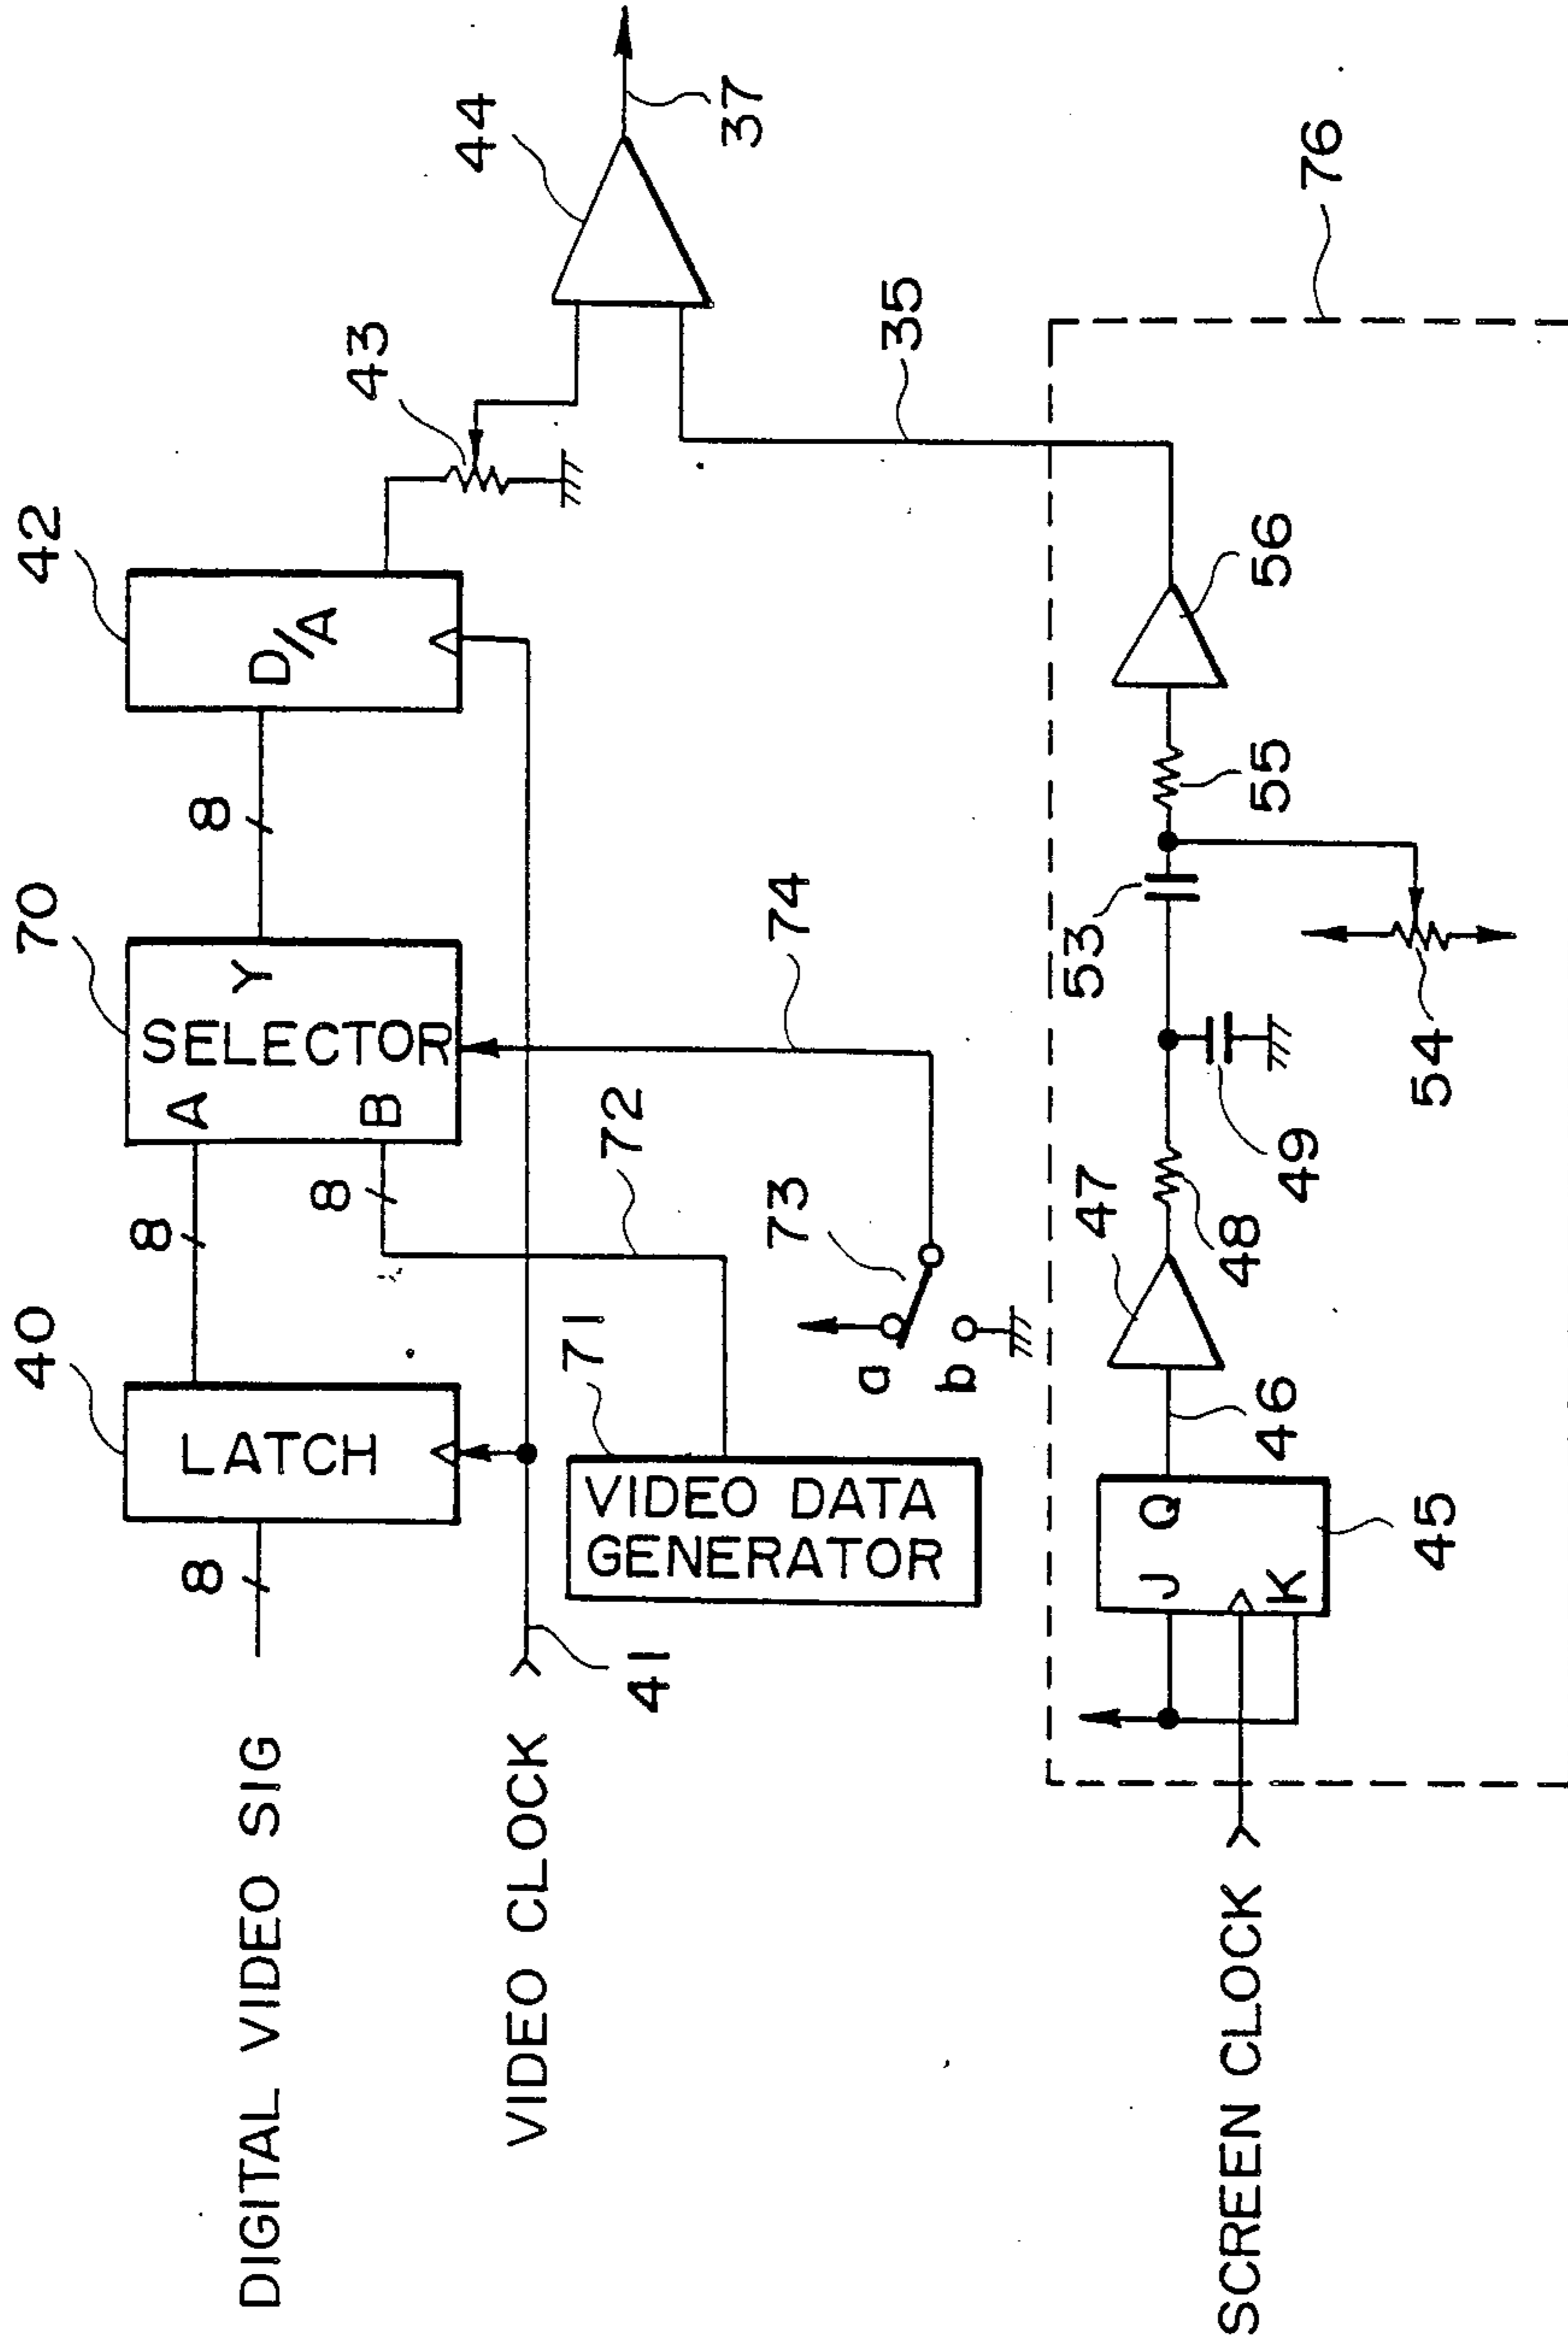 DIGITAL VIDEO SIG
8
40
LATCH
8
70
A
SELECTOR
B
Y
8
8
42
D/A
43
44
37
VIDEO CLOCK
41
71
VIDEO DATA
GENERATOR
72
73
a
b
74
35
76
SCREEN CLOCK
J
K
Q
45
46
47
48
49
53
54
55
56